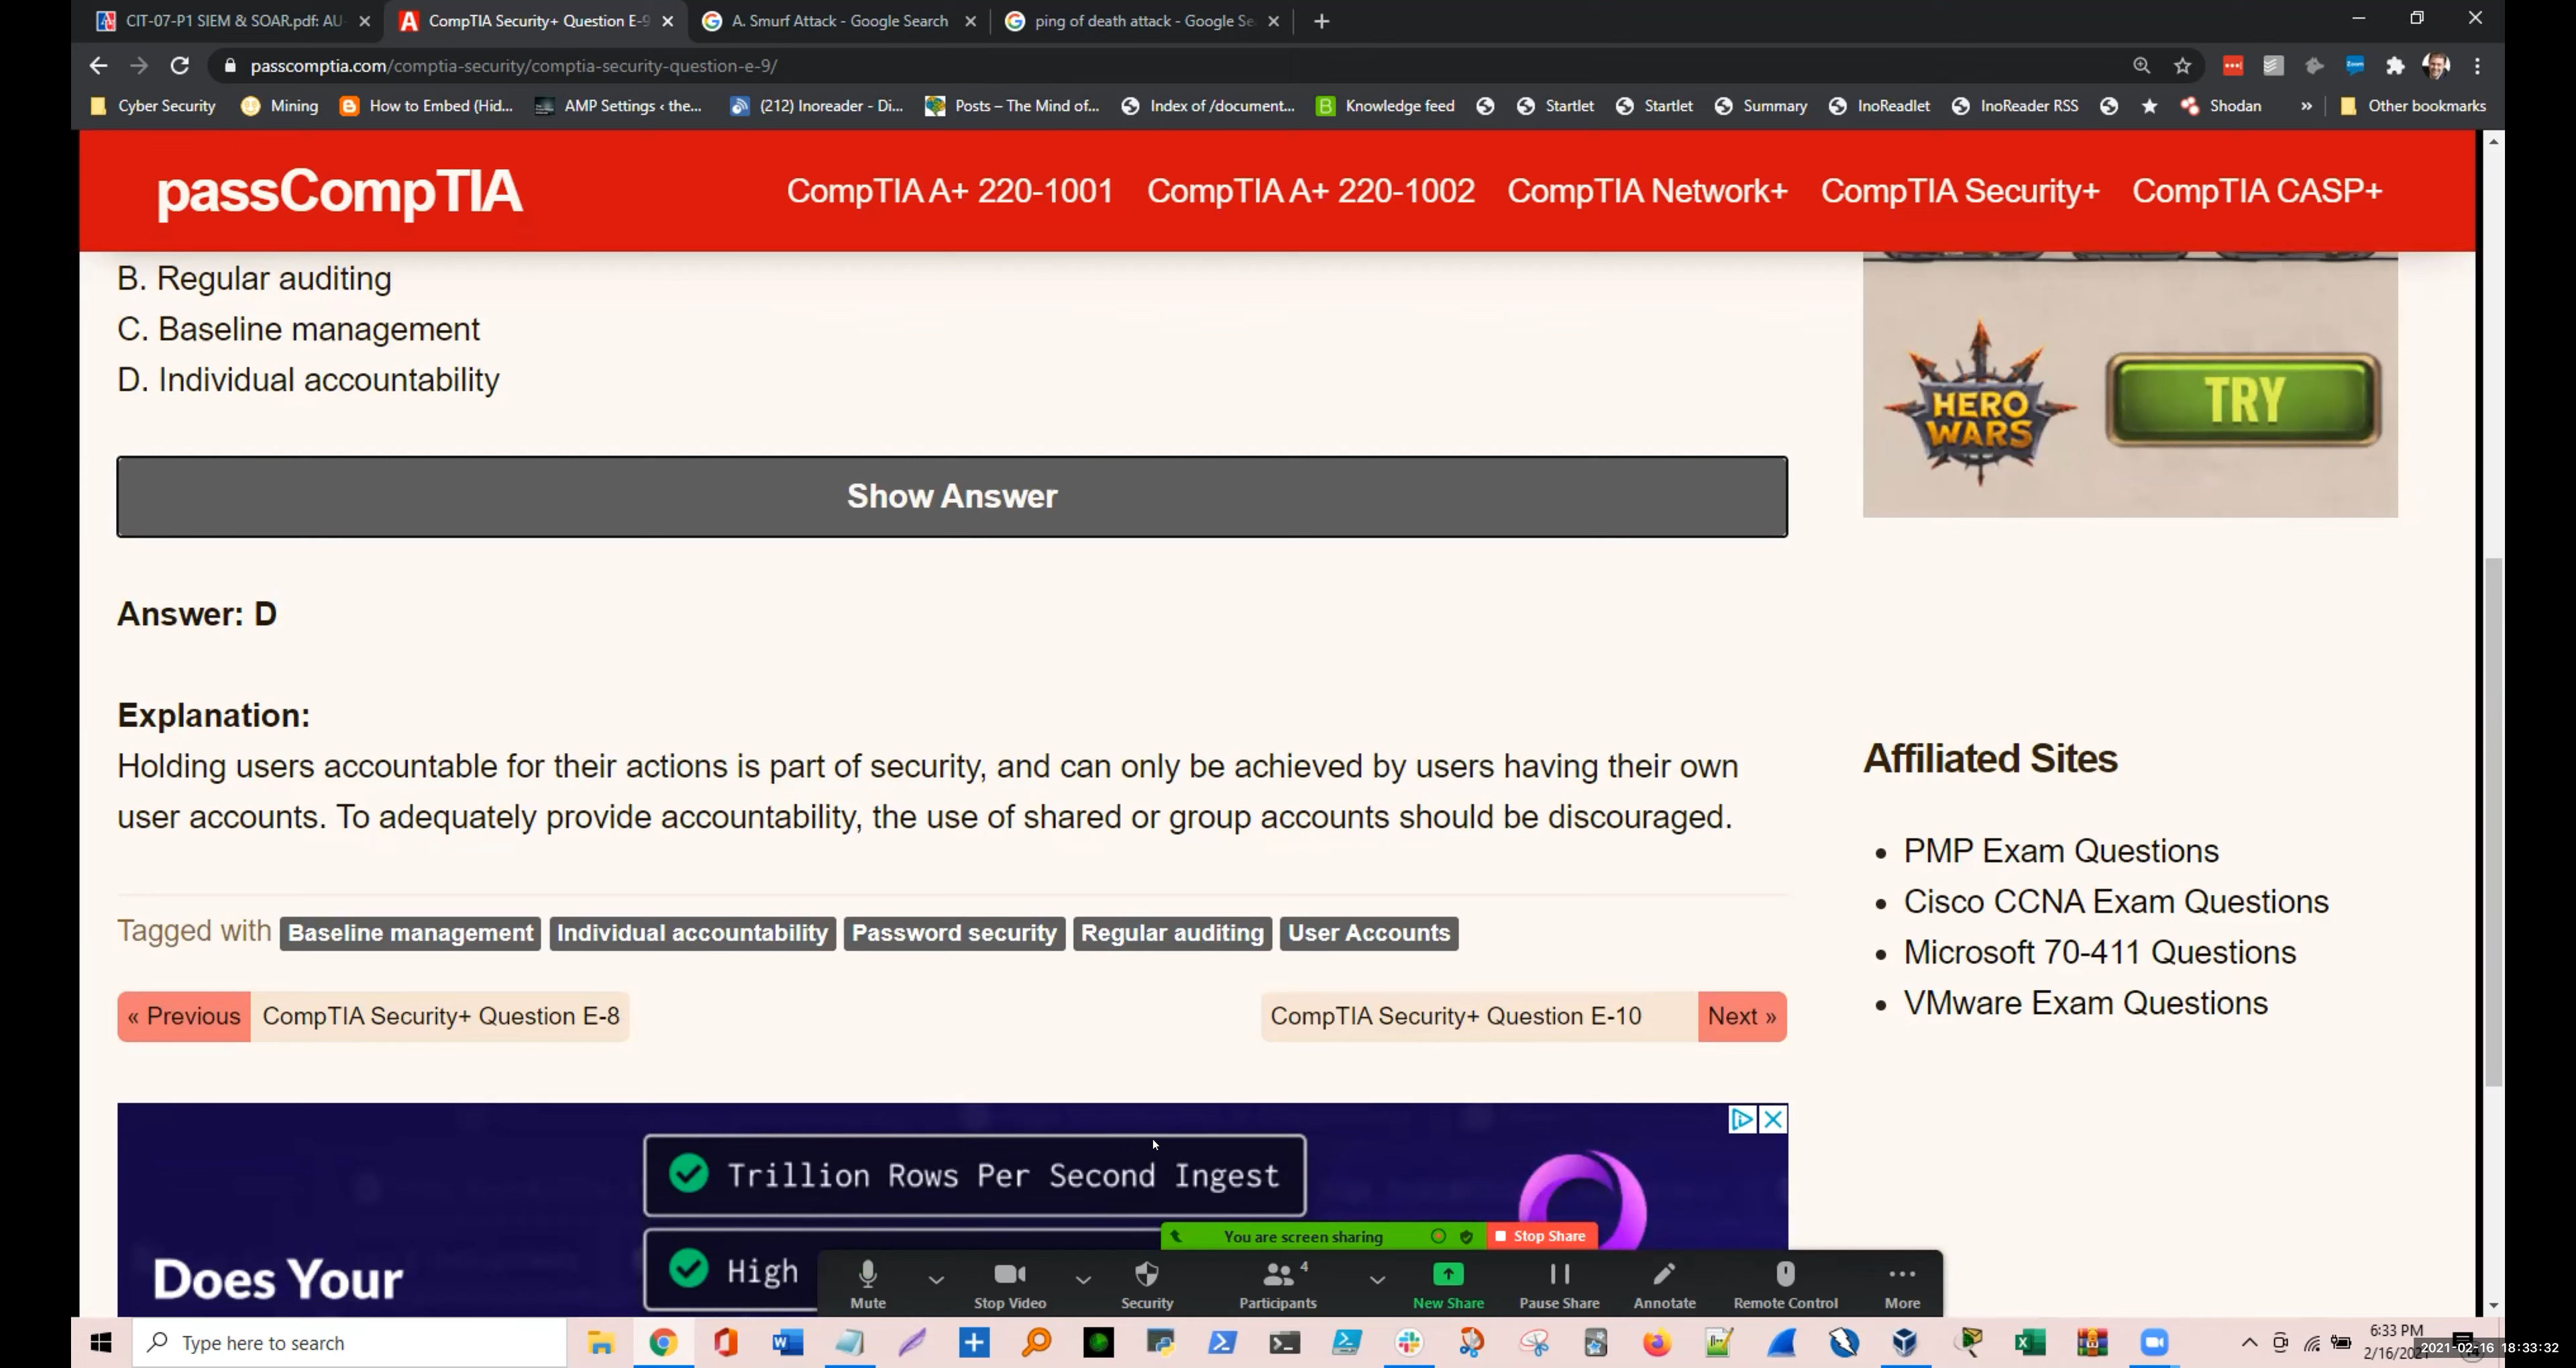 CIT-07-P1 SIEM & SOAR.pdf: AU
CompTIA Security+ Question E-9
A. Smurf Attack - Google Search
ping of death attack - Google Se
passcomptia.com/comptia-security/comptia-security-question-e-9/
Cyber Security
Mining
How to Embed (Hid...
AMP Settings ‹ the...
(212) Inoreader - Di...
Posts – The Mind of...
Index of /document...
Knowledge feed
Startlet
Startlet
Summary
InoReadlet
InoReader RSS
Shodan
»
Other bookmarks
passCompTIA
CompTIA A+ 220-1001
CompTIA A+ 220-1002
CompTIA Network+
CompTIA Security+
CompTIA CASP+
B. Regular auditing
C. Baseline management
D. Individual accountability
HERO
WARS
TRY
Show Answer
Answer: D
Explanation:
Holding users accountable for their actions is part of security, and can only be achieved by users having their own
user accounts. To adequately provide accountability, the use of shared or group accounts should be discouraged.
Affiliated Sites
• PMP Exam Questions
• Cisco CCNA Exam Questions
• Microsoft 70-411 Questions
• VMware Exam Questions
Tagged with Baseline management Individual accountability Password security Regular auditing User Accounts
« Previous CompTIA Security+ Question E-8
CompTIA Security+ Question E-10 Next »
Trillion Rows Per Second Ingest
High
Does Your
You are screen sharing
Stop Share
Mute
Stop Video
Security
4
Participants
New Share
Pause Share
Annotate
Remote Control
More
Type here to search
6:33 PM
2/16/202
2021-02-16 18:33:32